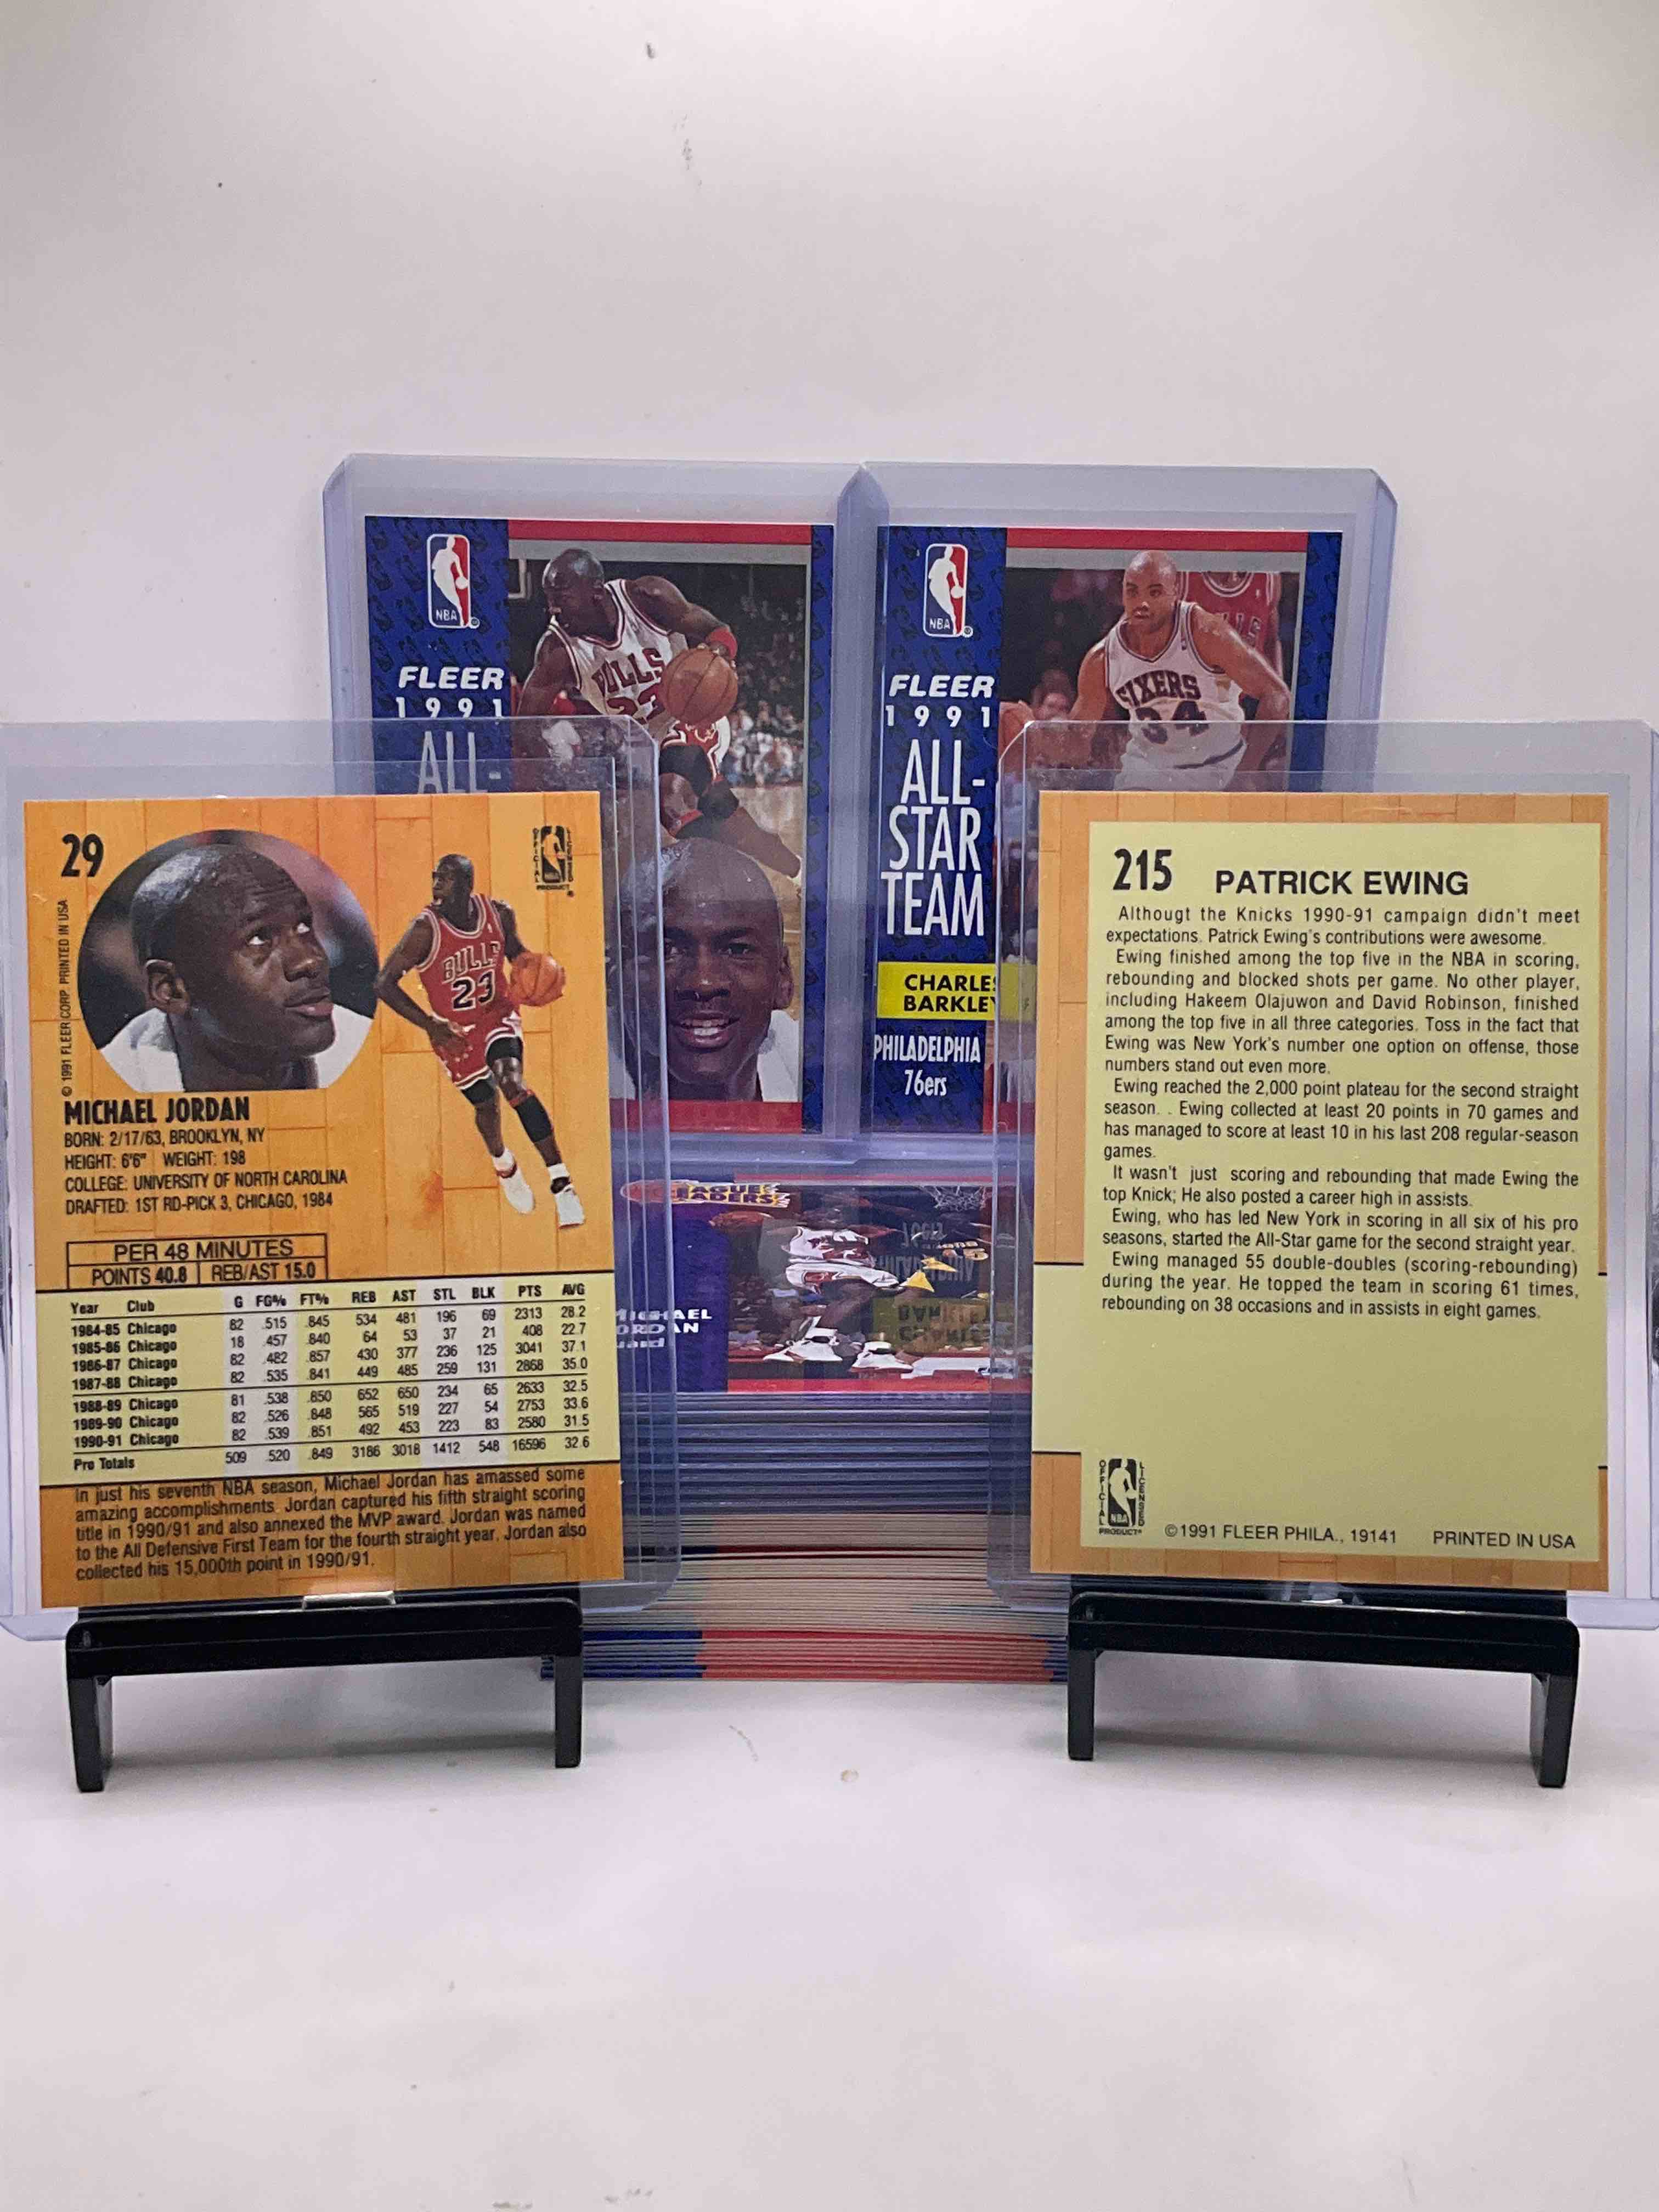 NBA
FLEER
1991
ALL-
NBA
FLEER
1991
ALL-
STAR
TEAM
CHARLES
BARKLEY
PHILADELPHIA
76ers
BULLS
23
SIXERS
34
29
OFFICIAL LICENSED
PRODUCT
© 1991 FLEER CORP. PRINTED IN USA
BULLS
23
MICHAEL JORDAN
BORN: 2/17/63, BROOKLYN, NY
HEIGHT: 6'6" WEIGHT: 198
COLLEGE: UNIVERSITY OF NORTH CAROLINA
DRAFTED: 1ST RD-PICK 3, CHICAGO, 1984
PER 48 MINUTES
POINTS 40.8 REB/AST 15.0
Year Club G FG% FT% REB AST STL BLK PTS AVG
1984-85 Chicago 82 .515 .845 534 481 196 69 2313 28.2
1985-86 Chicago 18 .457 .840 64 53 37 21 408 22.7
1986-87 Chicago 82 .482 .857 430 377 236 125 3041 37.1
1987-88 Chicago 82 .535 .841 449 485 259 131 2868 35.0
1988-89 Chicago 81 .538 .850 652 650 234 65 2633 32.5
1989-90 Chicago 82 .526 .848 565 519 227 54 2753 33.6
1990-91 Chicago 82 .539 .851 492 453 223 83 2580 31.5
Pro Totals 509 .520 .849 3186 3018 1412 548 16596 32.6
In just his seventh NBA season, Michael Jordan has amassed some
amazing accomplishments. Jordan captured his fifth straight scoring
title in 1990/91 and also annexed the MVP award. Jordan was named
to the All Defensive First Team for the fourth straight year. Jordan also
collected his 15,000th point in 1990/91.
LEAGUE
LEADERS
MICHAEL
JORDAN
215 PATRICK EWING
Althougt the Knicks 1990-91 campaign didn't meet
expectations. Patrick Ewing's contributions were awesome.
Ewing finished among the top five in the NBA in scoring,
rebounding and blocked shots per game. No other player,
including Hakeem Olajuwon and David Robinson, finished
among the top five in all three categories. Toss in the fact that
Ewing was New York's number one option on offense, those
numbers stand out even more.
Ewing reached the 2,000 point plateau for the second straight
season. . Ewing collected at least 20 points in 70 games and
has managed to score at least 10 in his last 208 regular-season
games.
It wasn't just scoring and rebounding that made Ewing the
top Knick; He also posted a career high in assists.
Ewing, who has led New York in scoring in all six of his pro
seasons, started the All-Star game for the second straight year.
Ewing managed 55 double-doubles (scoring-rebounding)
during the year. He topped the team in scoring 61 times,
rebounding on 38 occasions and in assists in eight games.
OFFICIAL LICENSED
NBA
PRODUCT
©1991 FLEER PHILA., 19141 PRINTED IN USA